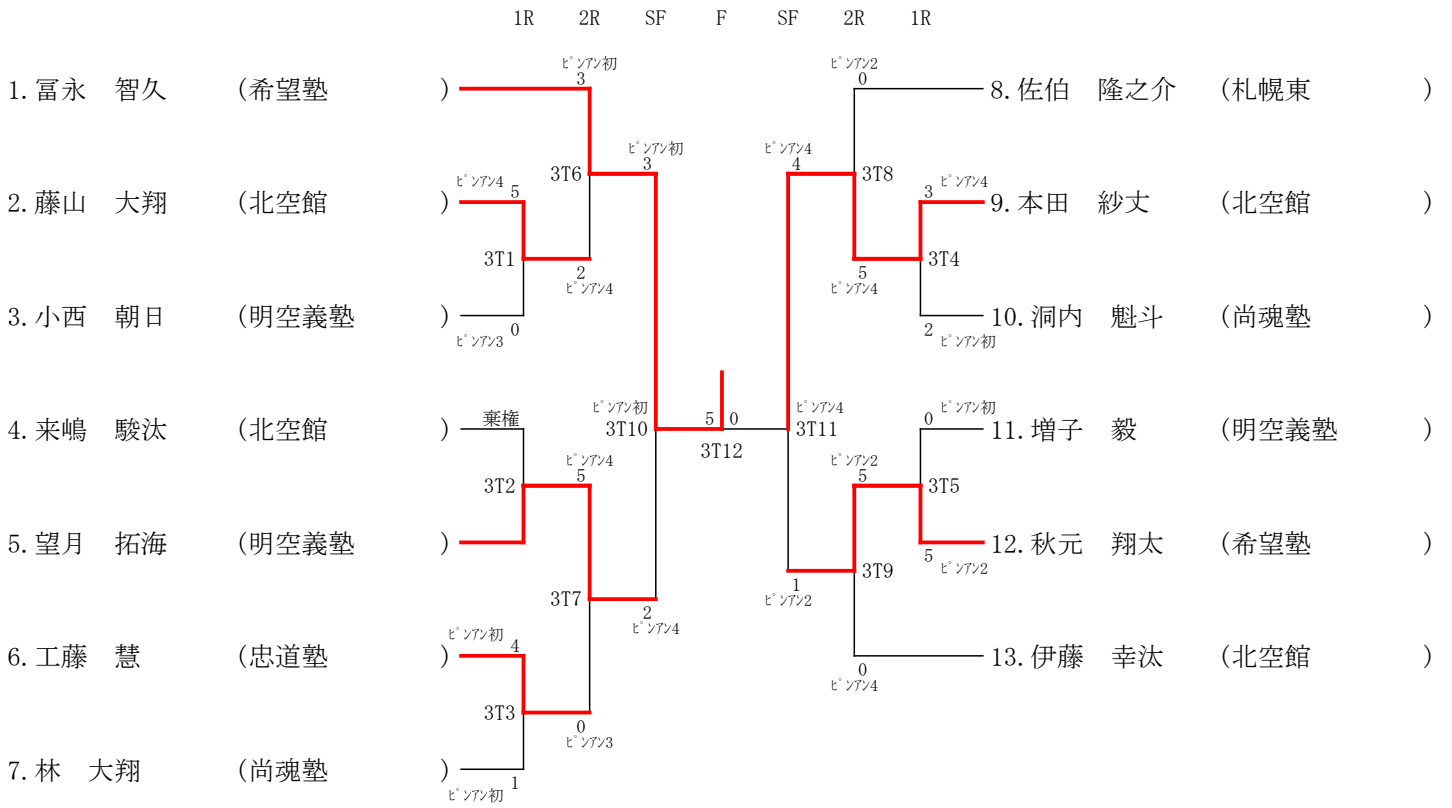 1R 2R SF F SF 2R 1R
ピンアン初 ピンアン2
3 0
1. 冨永 智久 (希望塾 ) 8. 佐伯 隆之介 (札幌東 )
ピンアン初 ピンアン4
3T6 3 4 3T8
ピンアン4 5 3 ピンアン4
2. 藤山 大翔 (北空館 ) 9. 本田 紗丈 (北空館 )
3T1 3T4
2 5
ピンアン4 ピンアン4
3. 小西 朝日 (明空義塾 ) 10. 洞内 魁斗 (尚魂塾 )
ピンアン3 0 2 ピンアン初
ピンアン初 ピンアン4
棄権 5 0 0 ピンアン初
4. 来嶋 駿汰 (北空館 ) 3T10 3T11 11. 増子 毅 (明空義塾 )
3T12
ピンアン4 ピンアン2
5 5
3T2 3T5
5. 望月 拓海 (明空義塾 ) 12. 秋元 翔太 (希望塾 )
5 ピンアン2
3T9
1
ピンアン2
3T7
2
ピンアン4
ピンアン初 4
6. 工藤 慧 (忠道塾 ) 13. 伊藤 幸汰 (北空館 )
0
ピンアン4
3T3
0
ピンアン3
7. 林 大翔 (尚魂塾 )
ピンアン初 1